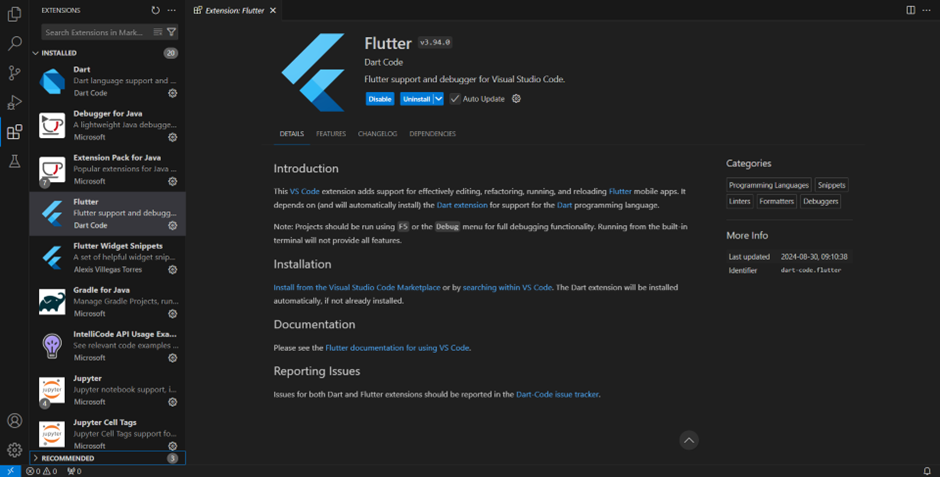 EXTENSIONS
Search Extensions in Mark...
INSTALLED
20
Dart
Dart language support and ...
Dart Code
Debugger for Java
A lightweight Java debugge...
Microsoft
Extension Pack for Java
Popular extensions for Java ...
Microsoft
7
Flutter
Flutter support and debugg...
Dart Code
Flutter Widget Snippets
A set of helpful widget snip...
Alexis Villegas Torres
Gradle for Java
Manage Gradle Projects, run...
Microsoft
IntelliCode API Usage Exa...
See relevant code examples ...
Microsoft
Jupyter
Jupyter notebook support, i...
Microsoft
4
Jupyter Cell Tags
Jupyter Cell Tags support fo...
Microsoft
RECOMMENDED
3
0 0 0
Extension: Flutter
Flutter v3.94.0
Dart Code
Flutter support and debugger for Visual Studio Code.
Disable Uninstall Auto Update
DETAILS FEATURES CHANGELOG DEPENDENCIES
Introduction
This VS Code extension adds support for effectively editing, refactoring, running, and reloading Flutter mobile apps. It
depends on (and will automatically install) the Dart extension for support for the Dart programming language.
Note: Projects should be run using F5 or the Debug menu for full debugging functionality. Running from the built-in
terminal will not provide all features.
Installation
Install from the Visual Studio Code Marketplace or by searching within VS Code. The Dart extension will be installed
automatically, if not already installed.
Documentation
Please see the Flutter documentation for using VS Code.
Reporting Issues
Issues for both Dart and Flutter extensions should be reported in the Dart-Code issue tracker.
Categories
Programming Languages Snippets
Linters Formatters Debuggers
More Info
Last updated 2024-08-30, 09:10:38
Identifier dart-code.flutter